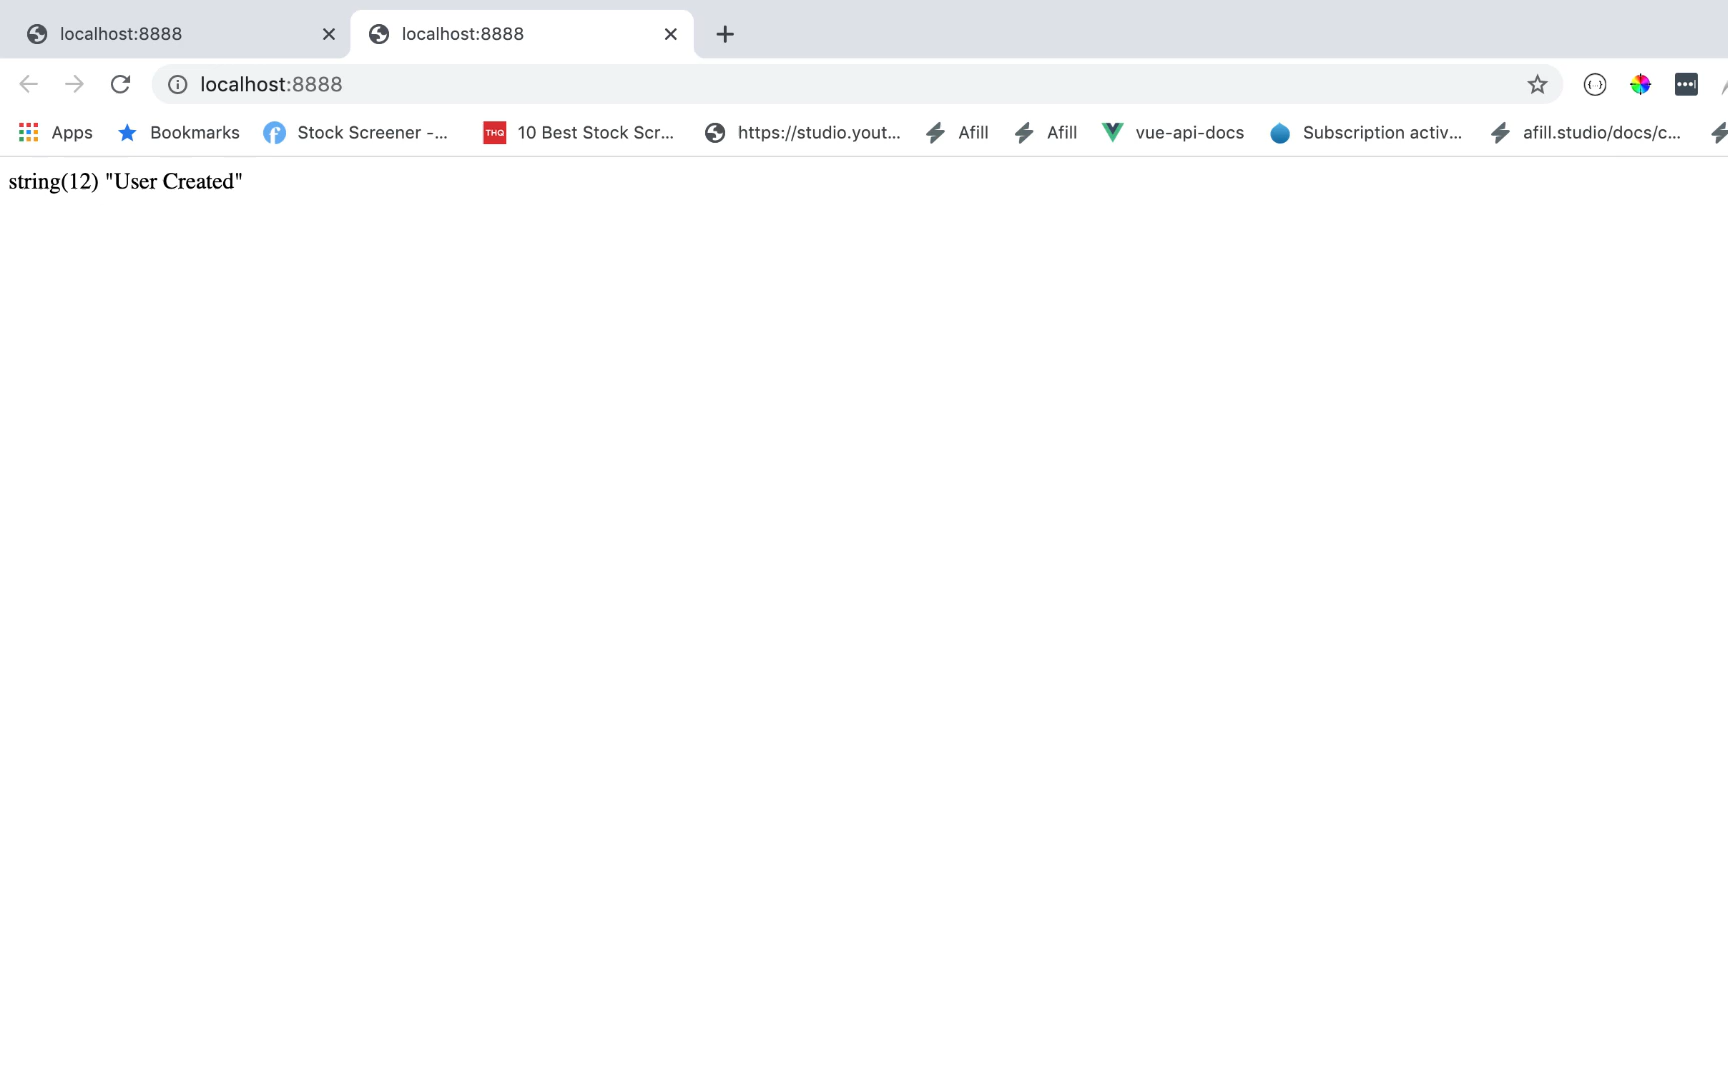 localhost:8888
localhost:8888
localhost:8888
Apps
Bookmarks
Stock Screener -...
THQ
10 Best Stock Scr...
https://studio.yout...
Afill
Afill
vue-api-docs
Subscription activ...
afill.studio/docs/c...
string(12) "User Created"